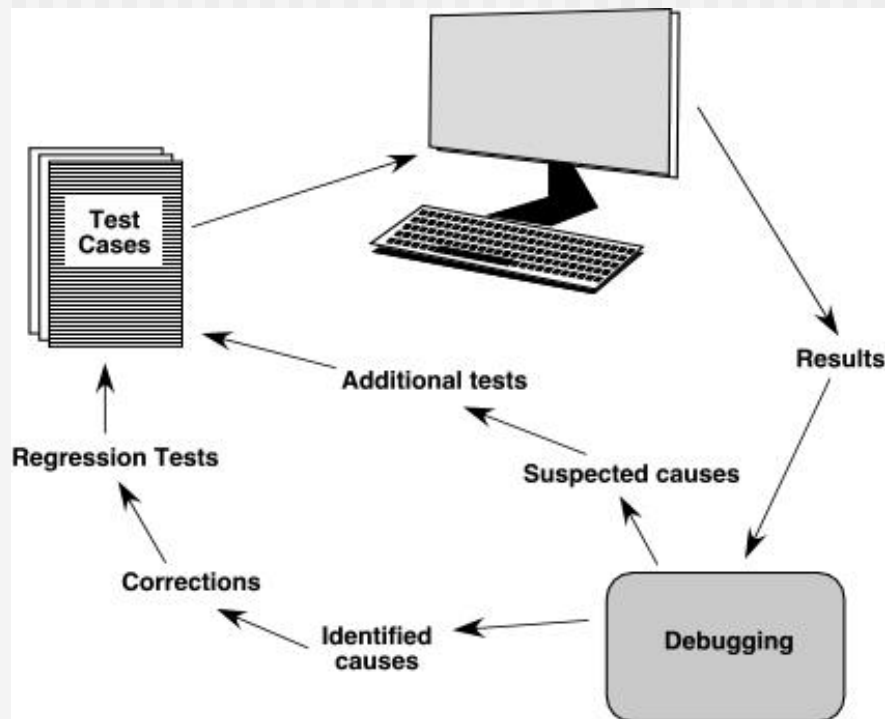 Test
Cases
Results
Additional tests
Suspected causes
Regression Tests
Corrections
Identified
causes
Debugging